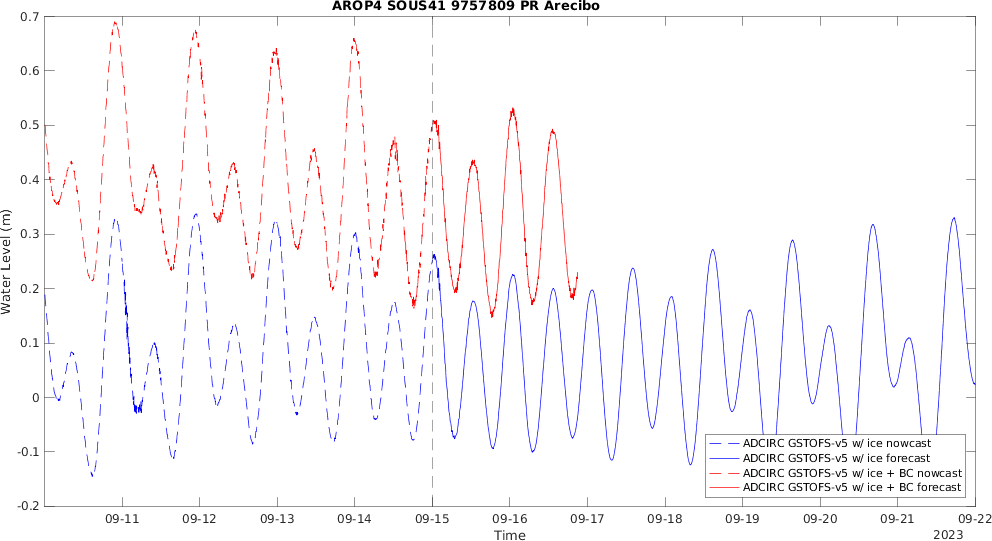 AROP4 SOUS41 9757809 PR Arecibo
0.7
0.6
0.5
0.4
0.3
0.2
0.1
0
-0.1
-0.2
Water Level (m)
ADCIRC GSTOFS-v5 w/ ice nowcast
ADCIRC GSTOFS-v5 w/ ice forecast
ADCIRC GSTOFS-v5 w/ ice + BC nowcast
ADCIRC GSTOFS-v5 w/ ice + BC forecast
09-11 09-12 09-13 09-14 09-15 09-16 09-17 09-18 09-19 09-20 09-21 09-22
Time
2023